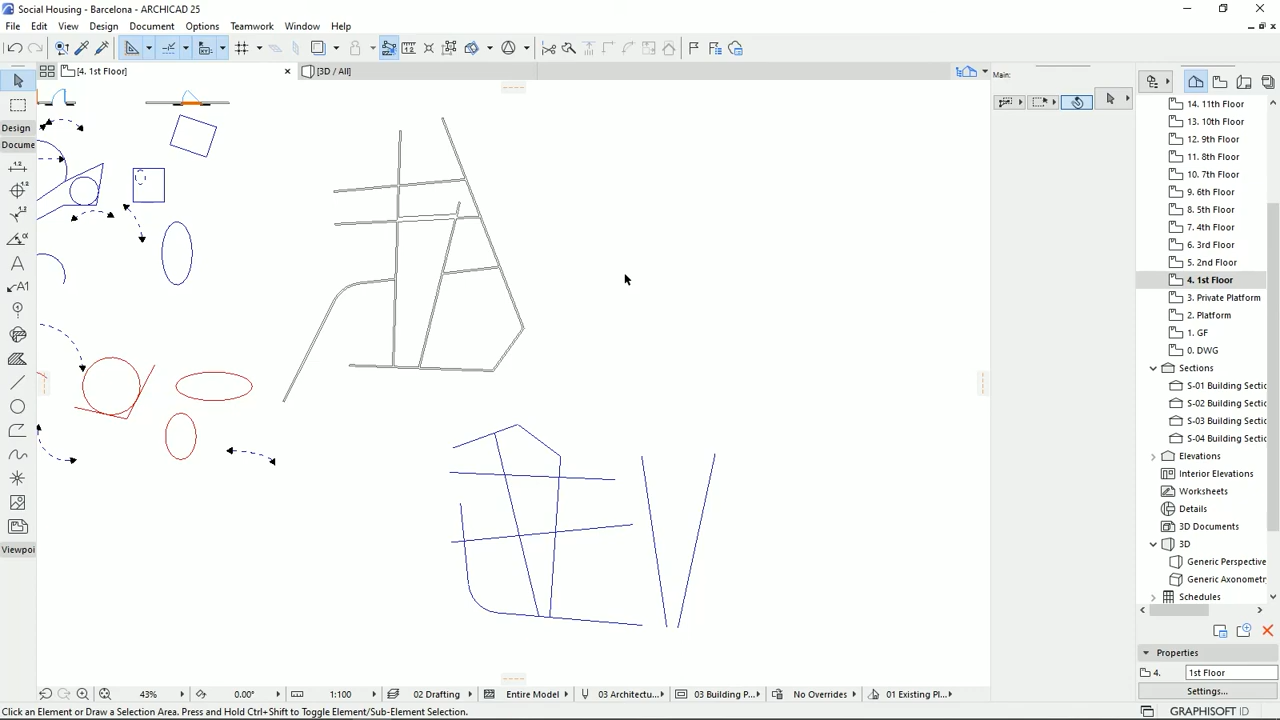 Social Housing - Barcelona - ARCHICAD 25
File Edit View Design Document Options Teamwork Window Help
[4. 1st Floor]
[3D / All]
Main:
Design
Docume
Viewpoi
14. 11th Floor
13. 10th Floor
12. 9th Floor
11. 8th Floor
10. 7th Floor
9. 6th Floor
8. 5th Floor
7. 4th Floor
6. 3rd Floor
5. 2nd Floor
4. 1st Floor
3. Private Platform
2. Platform
1. GF
0. DWG
Sections
S-01 Building Sectic
S-02 Building Sectic
S-03 Building Sectic
S-04 Building Sectic
Elevations
Interior Elevations
Worksheets
Details
3D Documents
3D
Generic Perspective
Generic Axonometr
Schedules
Properties
4. 1st Floor
Settings...
43% 0.00° 1:100 02 Drafting Entire Model 03 Architectu... 03 Building P... No Overrides 01 Existing Pl...
Click an Element or Draw a Selection Area. Press and Hold Ctrl+Shift to Toggle Element/Sub-Element Selection.
GRAPHISOFT ID